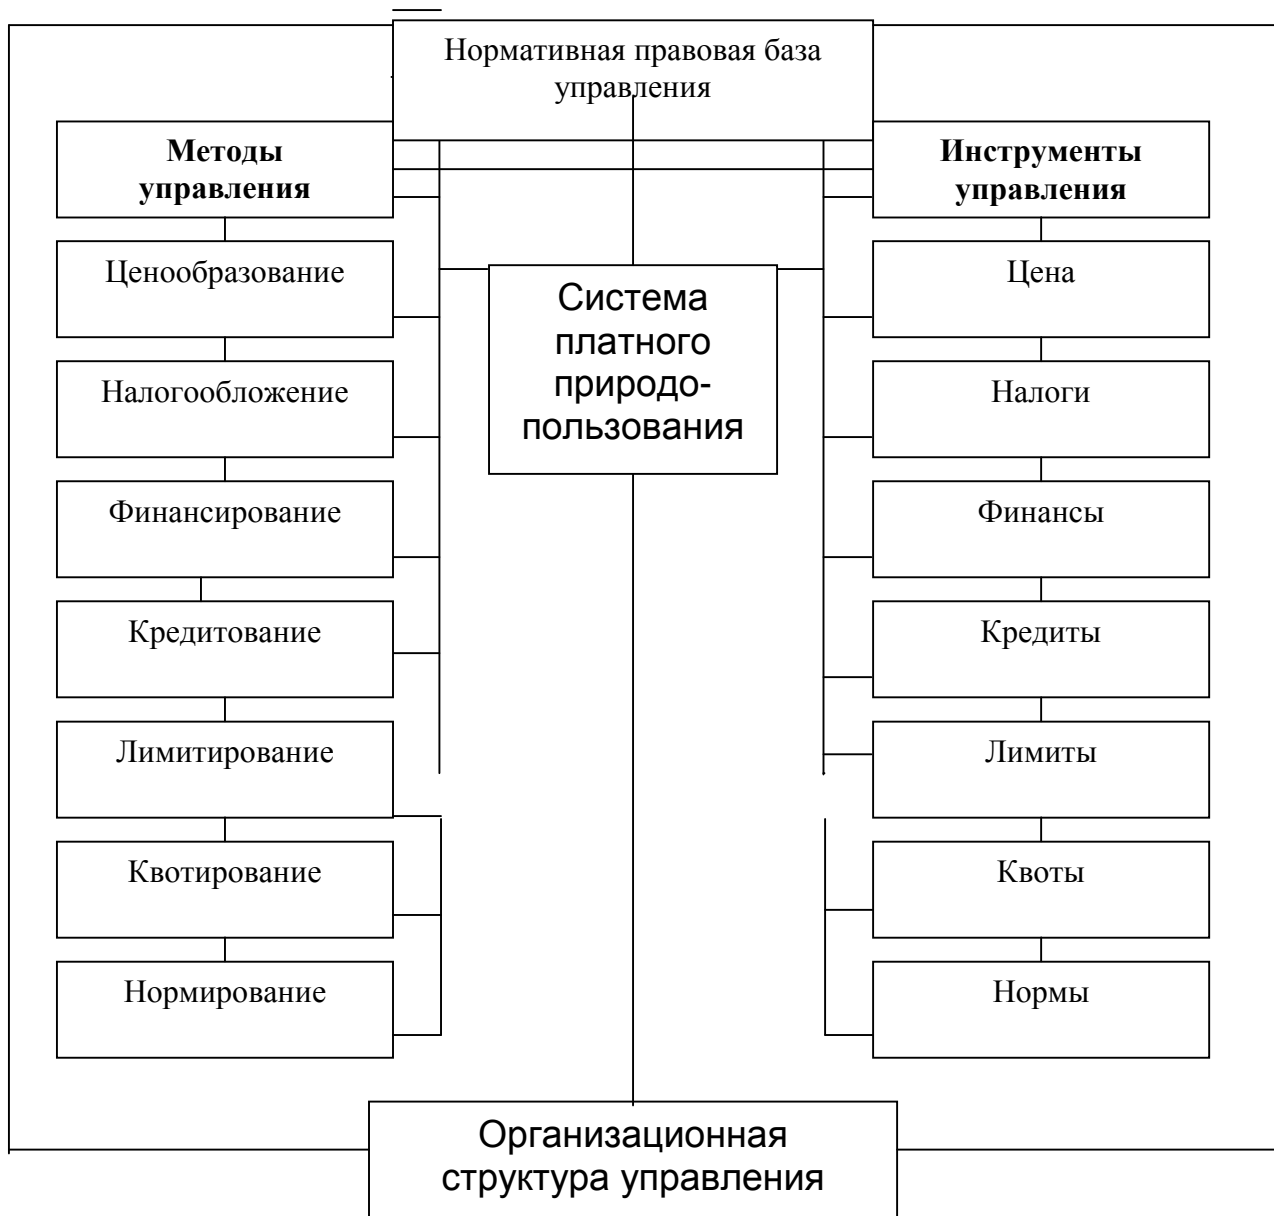 Нормативная правовая база
управления
Методы
управления
Инструменты
управления
Ценообразование
Цена
Система
платного
природо-
пользования
Налогообложение
Налоги
Финансирование
Финансы
Кредитование
Кредиты
Лимитирование
Лимиты
Квотирование
Квоты
Нормирование
Нормы
Организационная
структура управления